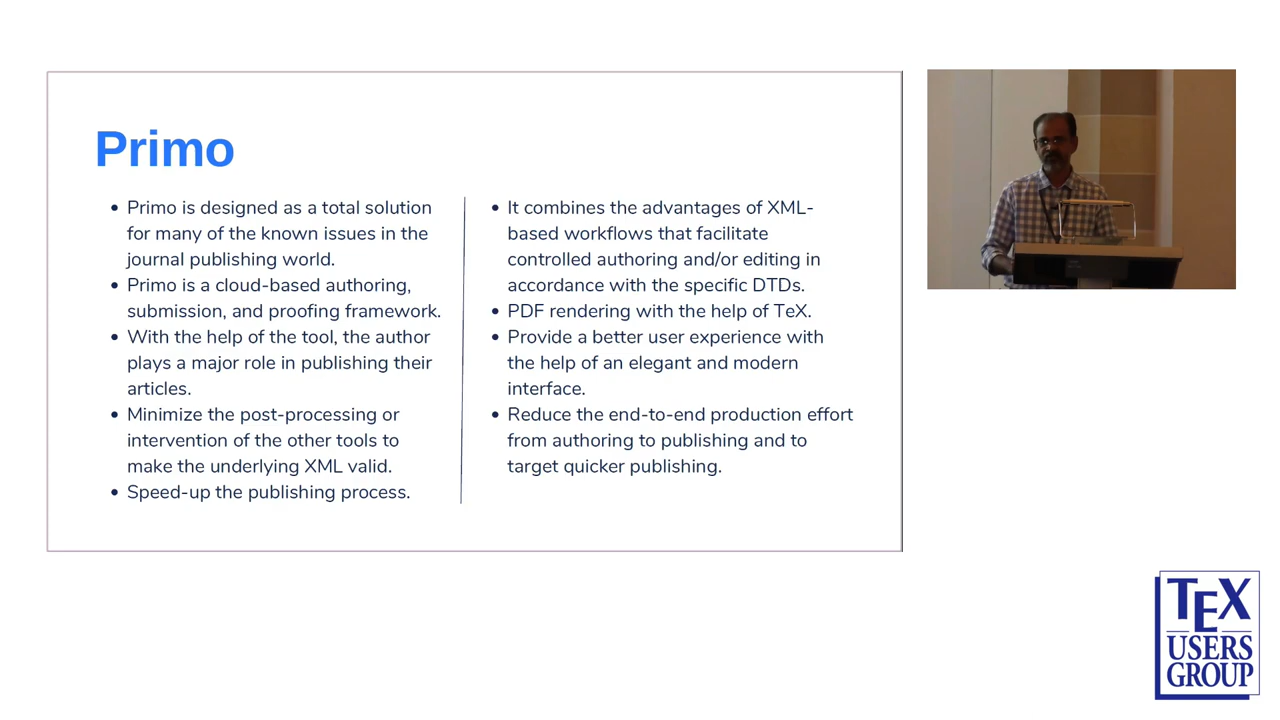 Primo
Primo is designed as a total solution
for many of the known issues in the
journal publishing world.
Primo is a cloud-based authoring,
submission, and proofing framework.
With the help of the tool, the author
plays a major role in publishing their
articles.
Minimize the post-processing or
intervention of the other tools to
make the underlying XML valid.
Speed-up the publishing process.
It combines the advantages of XML-
based workflows that facilitate
controlled authoring and/or editing in
accordance with the specific DTDs.
PDF rendering with the help of TeX.
Provide a better user experience with
the help of an elegant and modern
interface.
Reduce the end-to-end production effort
from authoring to publishing and to
target quicker publishing.
TEX
USERS
GROUP